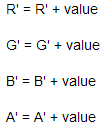 R' = R' + value
G' = G' + value
B' = B' + value
A' = A' + value